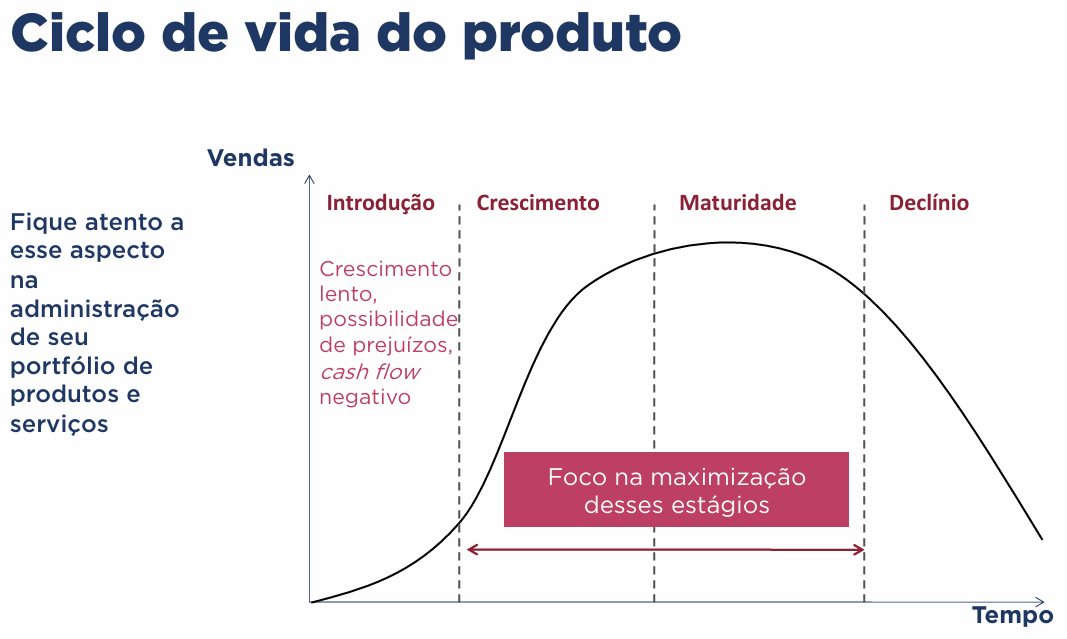 Ciclo de vida do produto
Vendas
Fique atento a
esse aspecto
na
administração
de seu
portfólio de
produtos e
serviços
Introdução
Crescimento
Maturidade
Declínio
Crescimento
lento,
possibilidade
de prejuízos,
cash flow
negativo
Foco na maximização
desses estágios
Tempo